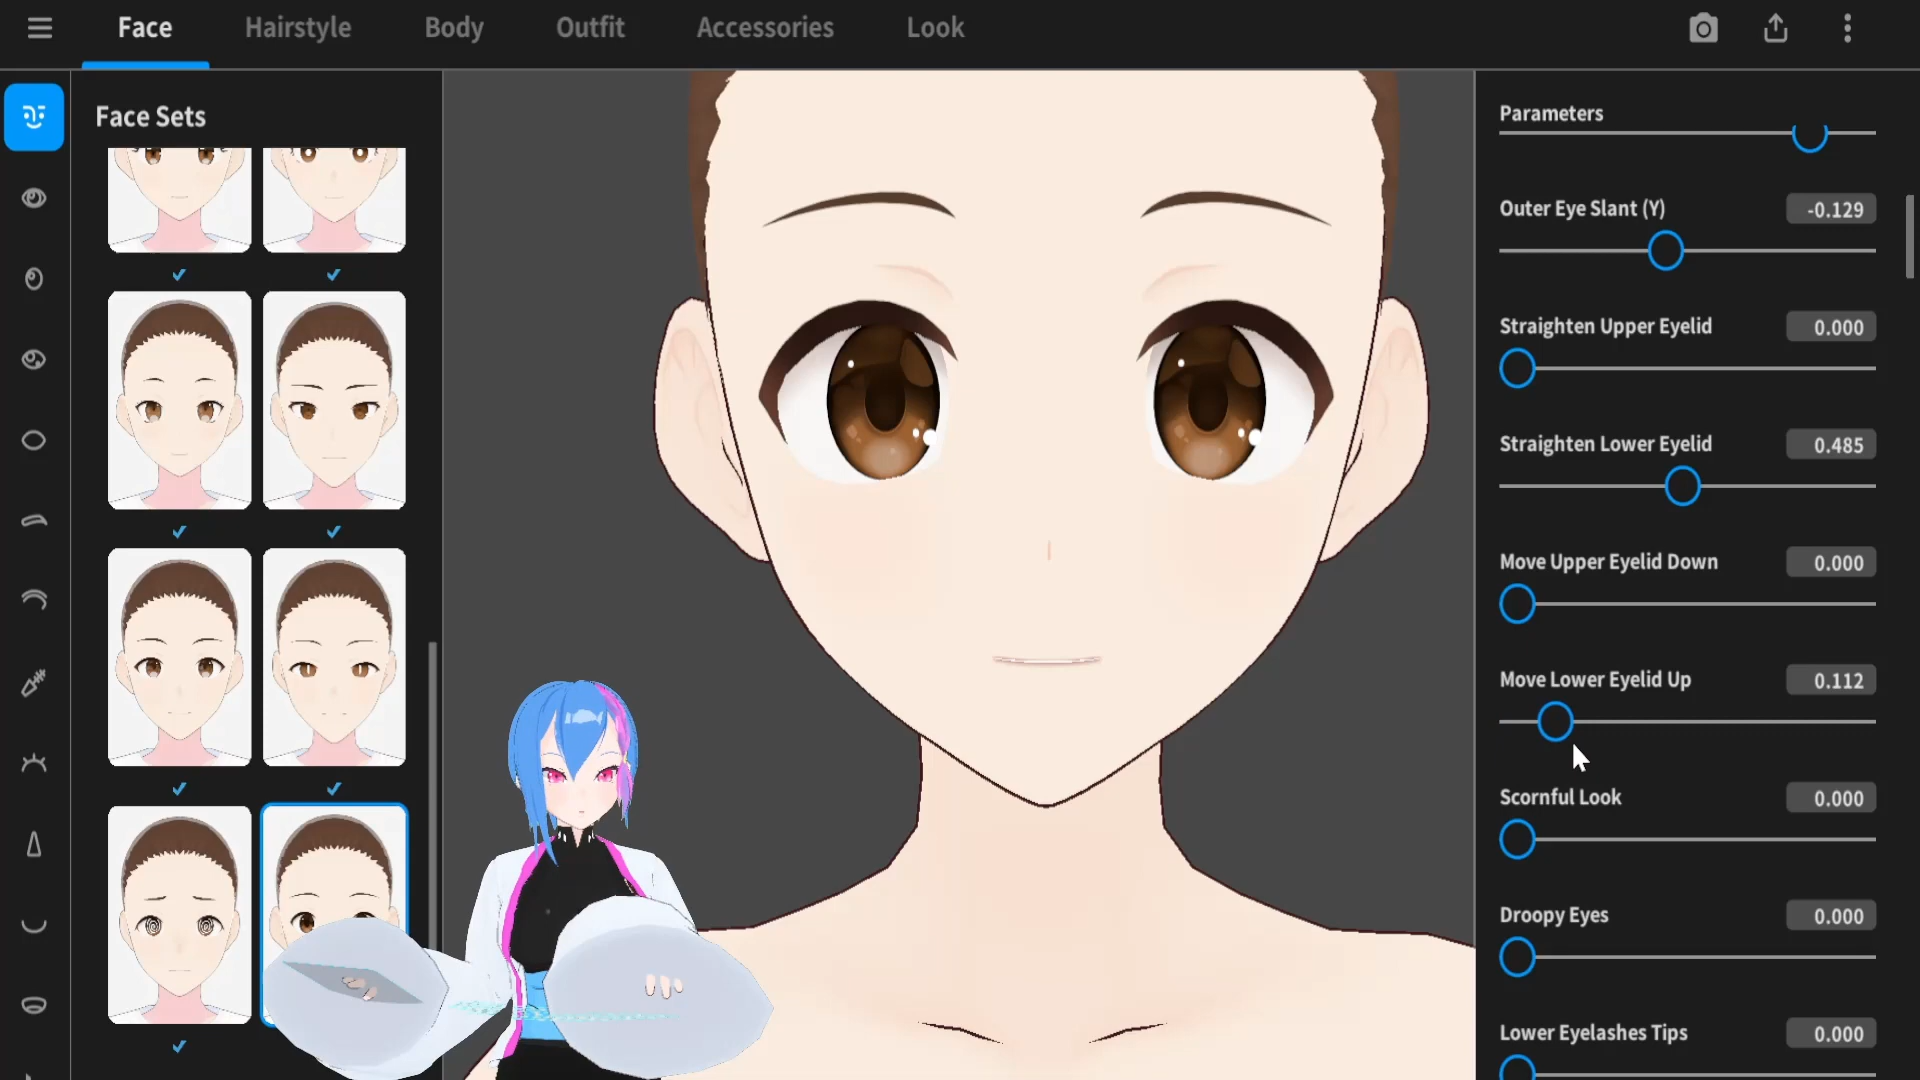 Face Hairstyle Body Outfit Accessories Look
Face Sets
Parameters
Outer Eye Slant (Y) -0.129
Straighten Upper Eyelid 0.000
Straighten Lower Eyelid 0.485
Move Upper Eyelid Down 0.000
Move Lower Eyelid Up 0.112
Scornful Look 0.000
Droopy Eyes 0.000
Lower Eyelashes Tips 0.000